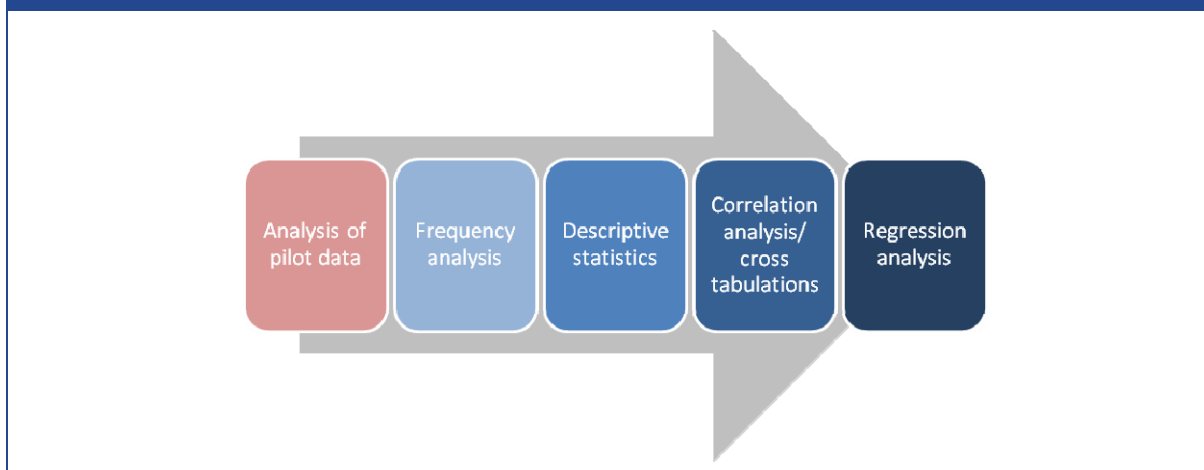 Analysis of
pilot data
Frequency
analysis
Descriptive
statistics
Correlation
analysis/
cross
tabulations
Regression
analysis